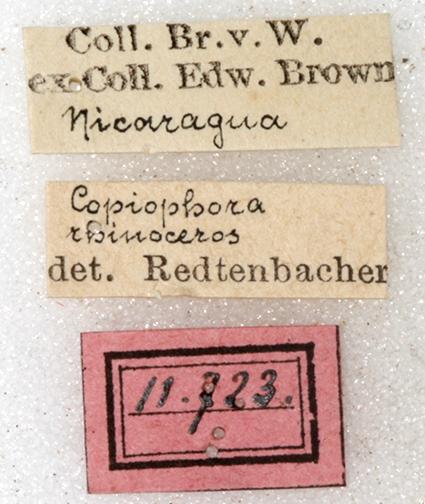 Coll. Br. v. W.
ex Coll. Edw. Brown
Nicaragua
Copiophora
rhinoceros
det. Redtenbacher
11.723.